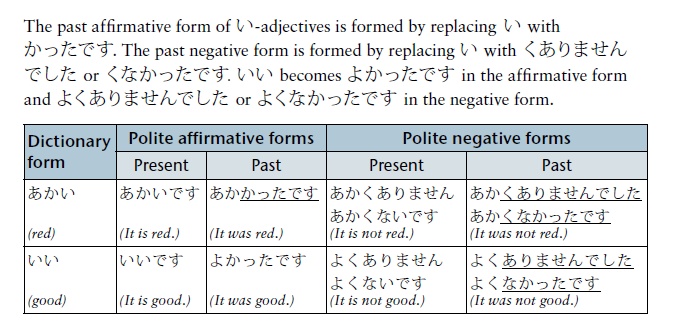 The past affirmative form of い-adjectives is formed by replacing い with
かったです. The past negative form is formed by replacing い with くありません
でした or くなかったです. いい becomes よかったです in the affirmative form
and よくありませんでした or よくなかったです in the negative form.
Dictionary form Polite affirmative forms Polite negative forms
Present Past Present Past
あかい あかいです あかかったです あかくありません あかくありませんでした
あかくないです あかくなかったです
(red) (It is red.) (It was red.) (It is not red.) (It was not red.)
いい いいです よかったです よくありません よくありませんでした
よくないです よくなかったです
(good) (It is good.) (It was good.) (It is not good.) (It was not good.)